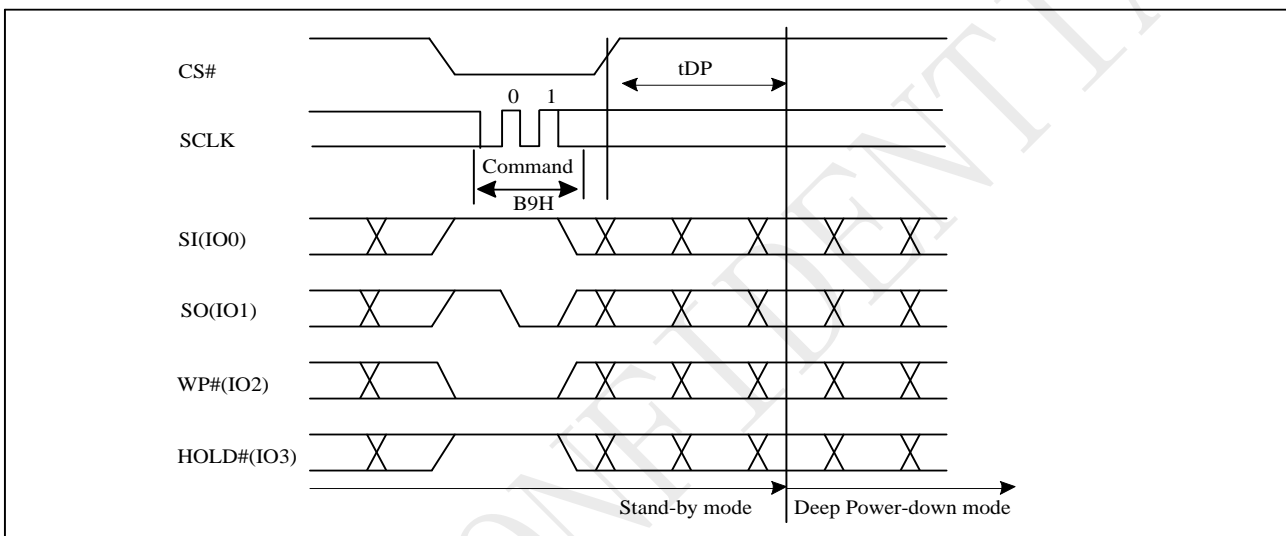 CS#
tDP
0 1
SCLK
Command
B9H
SI(IO0)
SO(IO1)
WP#(IO2)
HOLD#(IO3)
Stand-by mode Deep Power-down mode